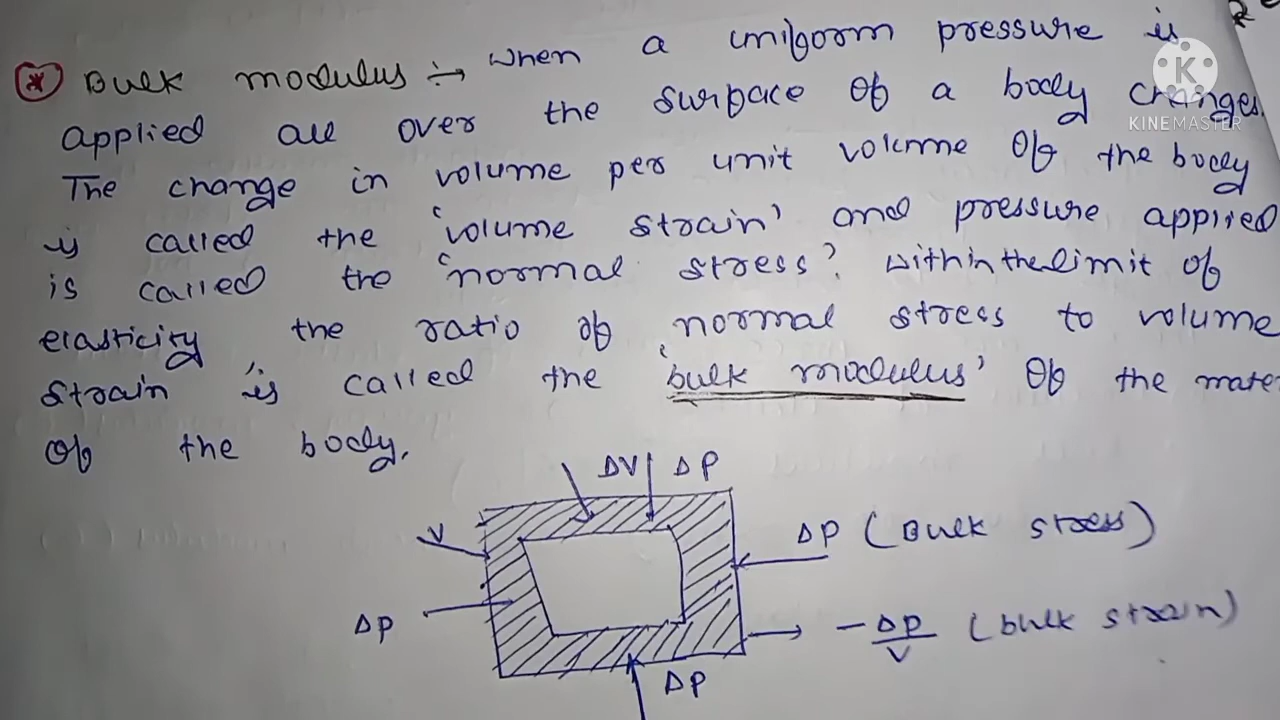 * Bulk modulus :→ when a uniform pressure is
applied all over the surface of a body changes.
The change in volume per unit volume of the body
is called the 'volume strain' and pressure applied
is called the 'normal stress'. within the limit of
elasticity the ratio of normal stress to volume
strain is called the 'bulk modulus' of the mate
of the body.
ΔV ΔP
V
ΔP (Bulk stress)
ΔP
-ΔP/V (bulk strain)
ΔP
K
KINEMASTER